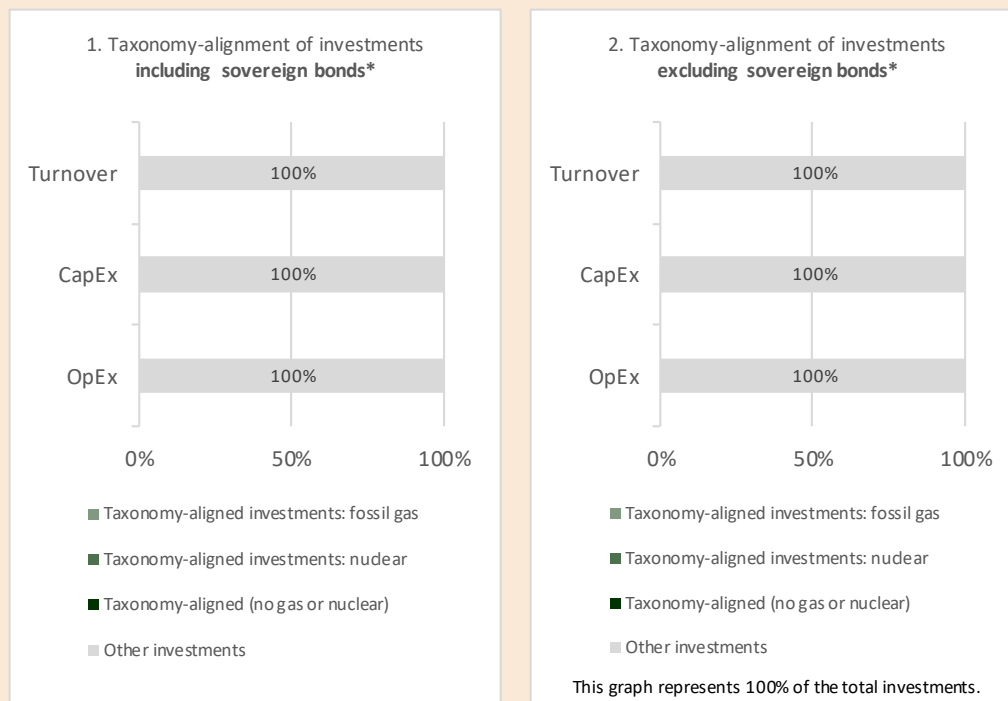 1. Taxonomy-alignment of investments
including sovereign bonds*
Turnover
100%
CapEx
100%
OpEx
100%
0%
50%
100%
Taxonomy-aligned investments: fossil gas
Taxonomy-aligned investments: nuclear
Taxonomy-aligned (no gas or nuclear)
Other investments
2. Taxonomy-alignment of investments
excluding sovereign bonds*
Turnover
100%
CapEx
100%
OpEx
100%
0%
50%
100%
Taxonomy-aligned investments: fossil gas
Taxonomy-aligned investments: nuclear
Taxonomy-aligned (no gas or nuclear)
Other investments
This graph represents 100% of the total investments.